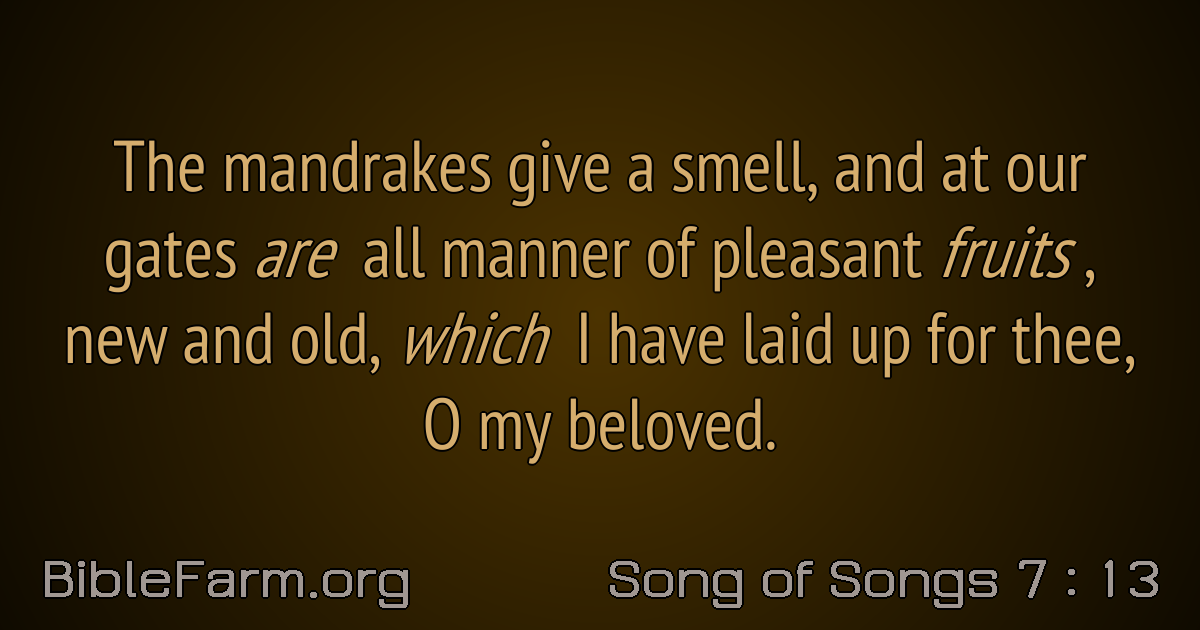 The mandrakes give a smell, and at our
gates are all manner of pleasant fruits ,
new and old, which I have laid up for thee,
O my beloved.
BibleFarm.org
Song of Songs 7 : 13